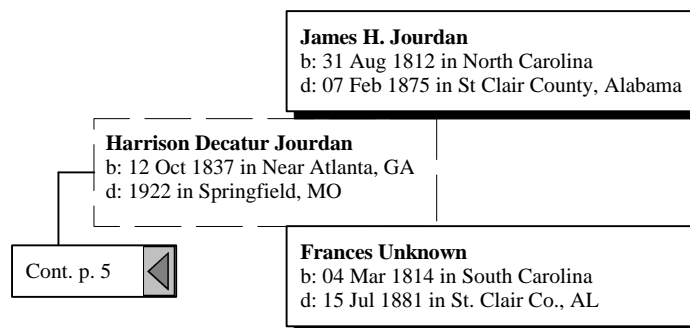 James H. Jourdan
b: 31 Aug 1812 in North Carolina
d: 07 Feb 1875 in St Clair County, Alabama
Harrison Decatur Jourdan
b: 12 Oct 1837 in Near Atlanta, GA
d: 1922 in Springfield, MO
Cont. p. 5
Frances Unknown
b: 04 Mar 1814 in South Carolina
d: 15 Jul 1881 in St. Clair Co., AL